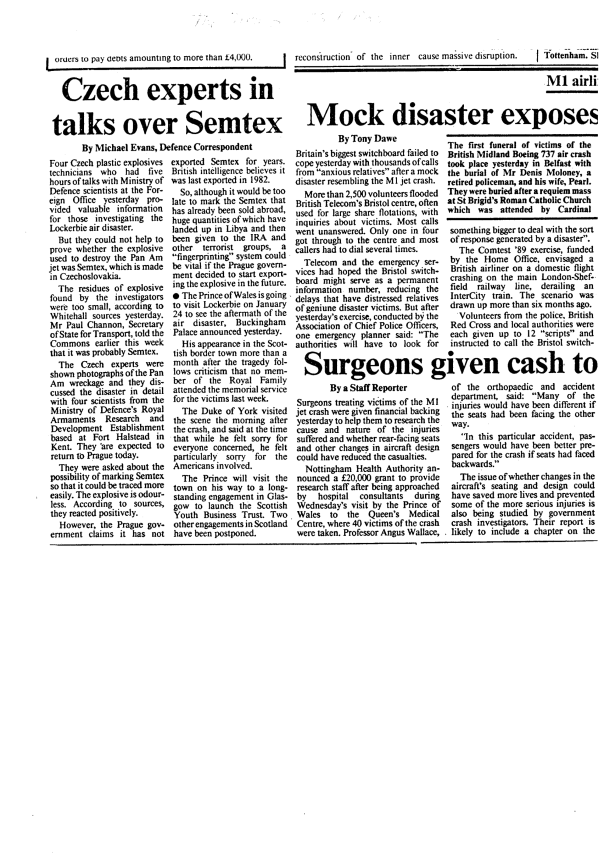 orders to pay debts amounting to more than £4,000.
reconstruction of the inner cause massive disruption.
Tottenham.
Czech experts in
talks over Semtex
By Michael Evans, Defence Correspondent
Four Czech plastic explosives
technicians who had five
hours of talks with Ministry of
Defence scientists at the For-
eign Office yesterday pro-
vided valuable information
for those investigating the
Lockerbie air disaster.
But they could not help to
prove whether the explosive
used to destroy the Pan Am
jet was Semtex, which is made
in Czechoslovakia.
The residues of explosive
found by the investigators
were too small, according to
Whitehall sources yesterday.
Mr Paul Channon, Secretary
of State for Transport, told the
Commons earlier this week
that it was probably Semtex.
The Czech experts were
shown photographs of the Pan
Am wreckage and they dis-
cussed the disaster in detail
with four scientists from the
Ministry of Defence's Royal
Armaments Research and
Development Establishment
based at Fort Halstead in
Kent. They are expected to
return to Prague today.
They were asked about the
possibility of marking Semtex
so that it could be traced more
easily. The explosive is odour-
less. According to sources,
they reacted positively.
However, the Prague gov-
ernment claims it has not
exported Semtex for years.
British intelligence believes it
was last exported in 1982.
So, although it would be too
late to mark the Semtex that
has already been sold abroad,
huge quantities of which have
landed up in Libya and then
been given to the IRA and
other terrorist groups, a
"fingerprinting" system could
be vital if the Prague govern-
ment decided to start export-
ing the explosive in the future.
● The Prince of Wales is going
to visit Lockerbie on January
24 to see the aftermath of the
air disaster, Buckingham
Palace announced yesterday.
His appearance in the Scot-
tish border town more than a
month after the tragedy fol-
lows criticism that no mem-
ber of the Royal Family
attended the memorial service
for the victims last week.
The Duke of York visited
the scene the morning after
the crash, and said at the time
that while he felt sorry for
everyone concerned, he felt
particularly sorry for the
Americans involved.
The Prince will visit the
town on his way to a long-
standing engagement in Glas-
gow to launch the Scottish
Youth Business Trust. Two
other engagements in Scotland
have been postponed.
M1 airli
Mock disaster exposes
By Tony Dawe
Britain's biggest switchboard failed to
cope yesterday with thousands of calls
from "anxious relatives" after a mock
disaster resembling the M1 jet crash.
More than 2,500 volunteers flooded
British Telecom's Bristol centre, often
used for large share flotations, with
inquiries about victims. Most calls
went unanswered. Only one in four
got through to the centre and most
callers had to dial several times.
Telecom and the emergency ser-
vices had hoped the Bristol switch-
board might serve as a permanent
information number, reducing the
delays that have distressed relatives
of geniune disaster victims. But after
yesterday's exercise, conducted by the
Association of Chief Police Officers,
one emergency planner said: "The
authorities will have to look for
The first funeral of victims of the
British Midland Boeing 737 air crash
took place yesterday in Belfast with
the burial of Mr Denis Moloney, a
retired policeman, and his wife, Pearl.
They were buried after a requiem mass
at St Brigid's Roman Catholic Church
which was attended by Cardinal
something bigger to deal with the sort
of response generated by a disaster".
The Comtest '89 exercise, funded
by the Home Office, envisaged a
British airliner on a domestic flight
crashing on the main London-Shef-
field railway line, derailing an
InterCity train. The scenario was
drawn up more than six months ago.
Volunteers from the police, British
Red Cross and local authorities were
each given up to 12 "scripts" and
instructed to call the Bristol switch-
Surgeons given cash to
By a Staff Reporter
Surgeons treating victims of the M1
jet crash were given financial backing
yesterday to help them to research the
cause and nature of the injuries
suffered and whether rear-facing seats
and other changes in aircraft design
could have reduced the casualties.
Nottingham Health Authority an-
nounced a £20,000 grant to provide
research staff after being approached
by hospital consultants during
Wednesday's visit by the Prince of
Wales to the Queen's Medical
Centre, where 40 victims of the crash
were taken. Professor Angus Wallace,
of the orthopaedic and accident
department, said: "Many of the
injuries would have been different if
the seats had been facing the other
way.
"In this particular accident, pas-
sengers would have been better pre-
pared for the crash if seats had faced
backwards."
The issue of whether changes in the
aircraft's seating and design could
have saved more lives and prevented
some of the more serious injuries is
also being studied by government
crash investigators. Their report is
likely to include a chapter on the